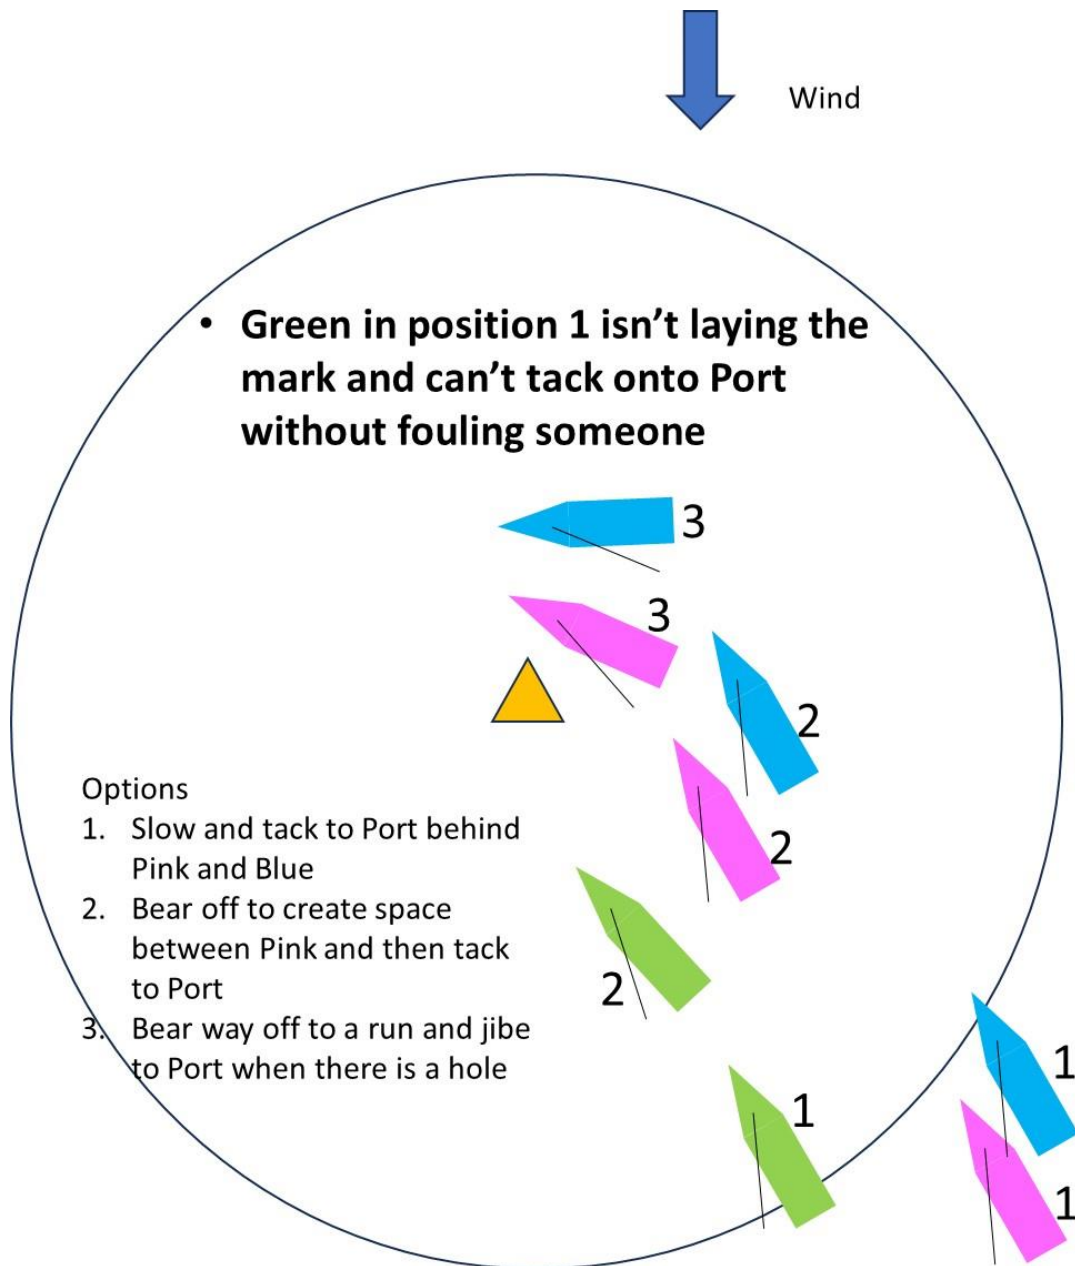 Wind
• Green in position 1 isn’t laying the
mark and can’t tack onto Port
without fouling someone
3
3
2
2
Options
1. Slow and tack to Port behind
Pink and Blue
2. Bear off to create space
between Pink and then tack
to Port
2
3. Bear way off to a run and jibe
to Port when there is a hole
1
1
1